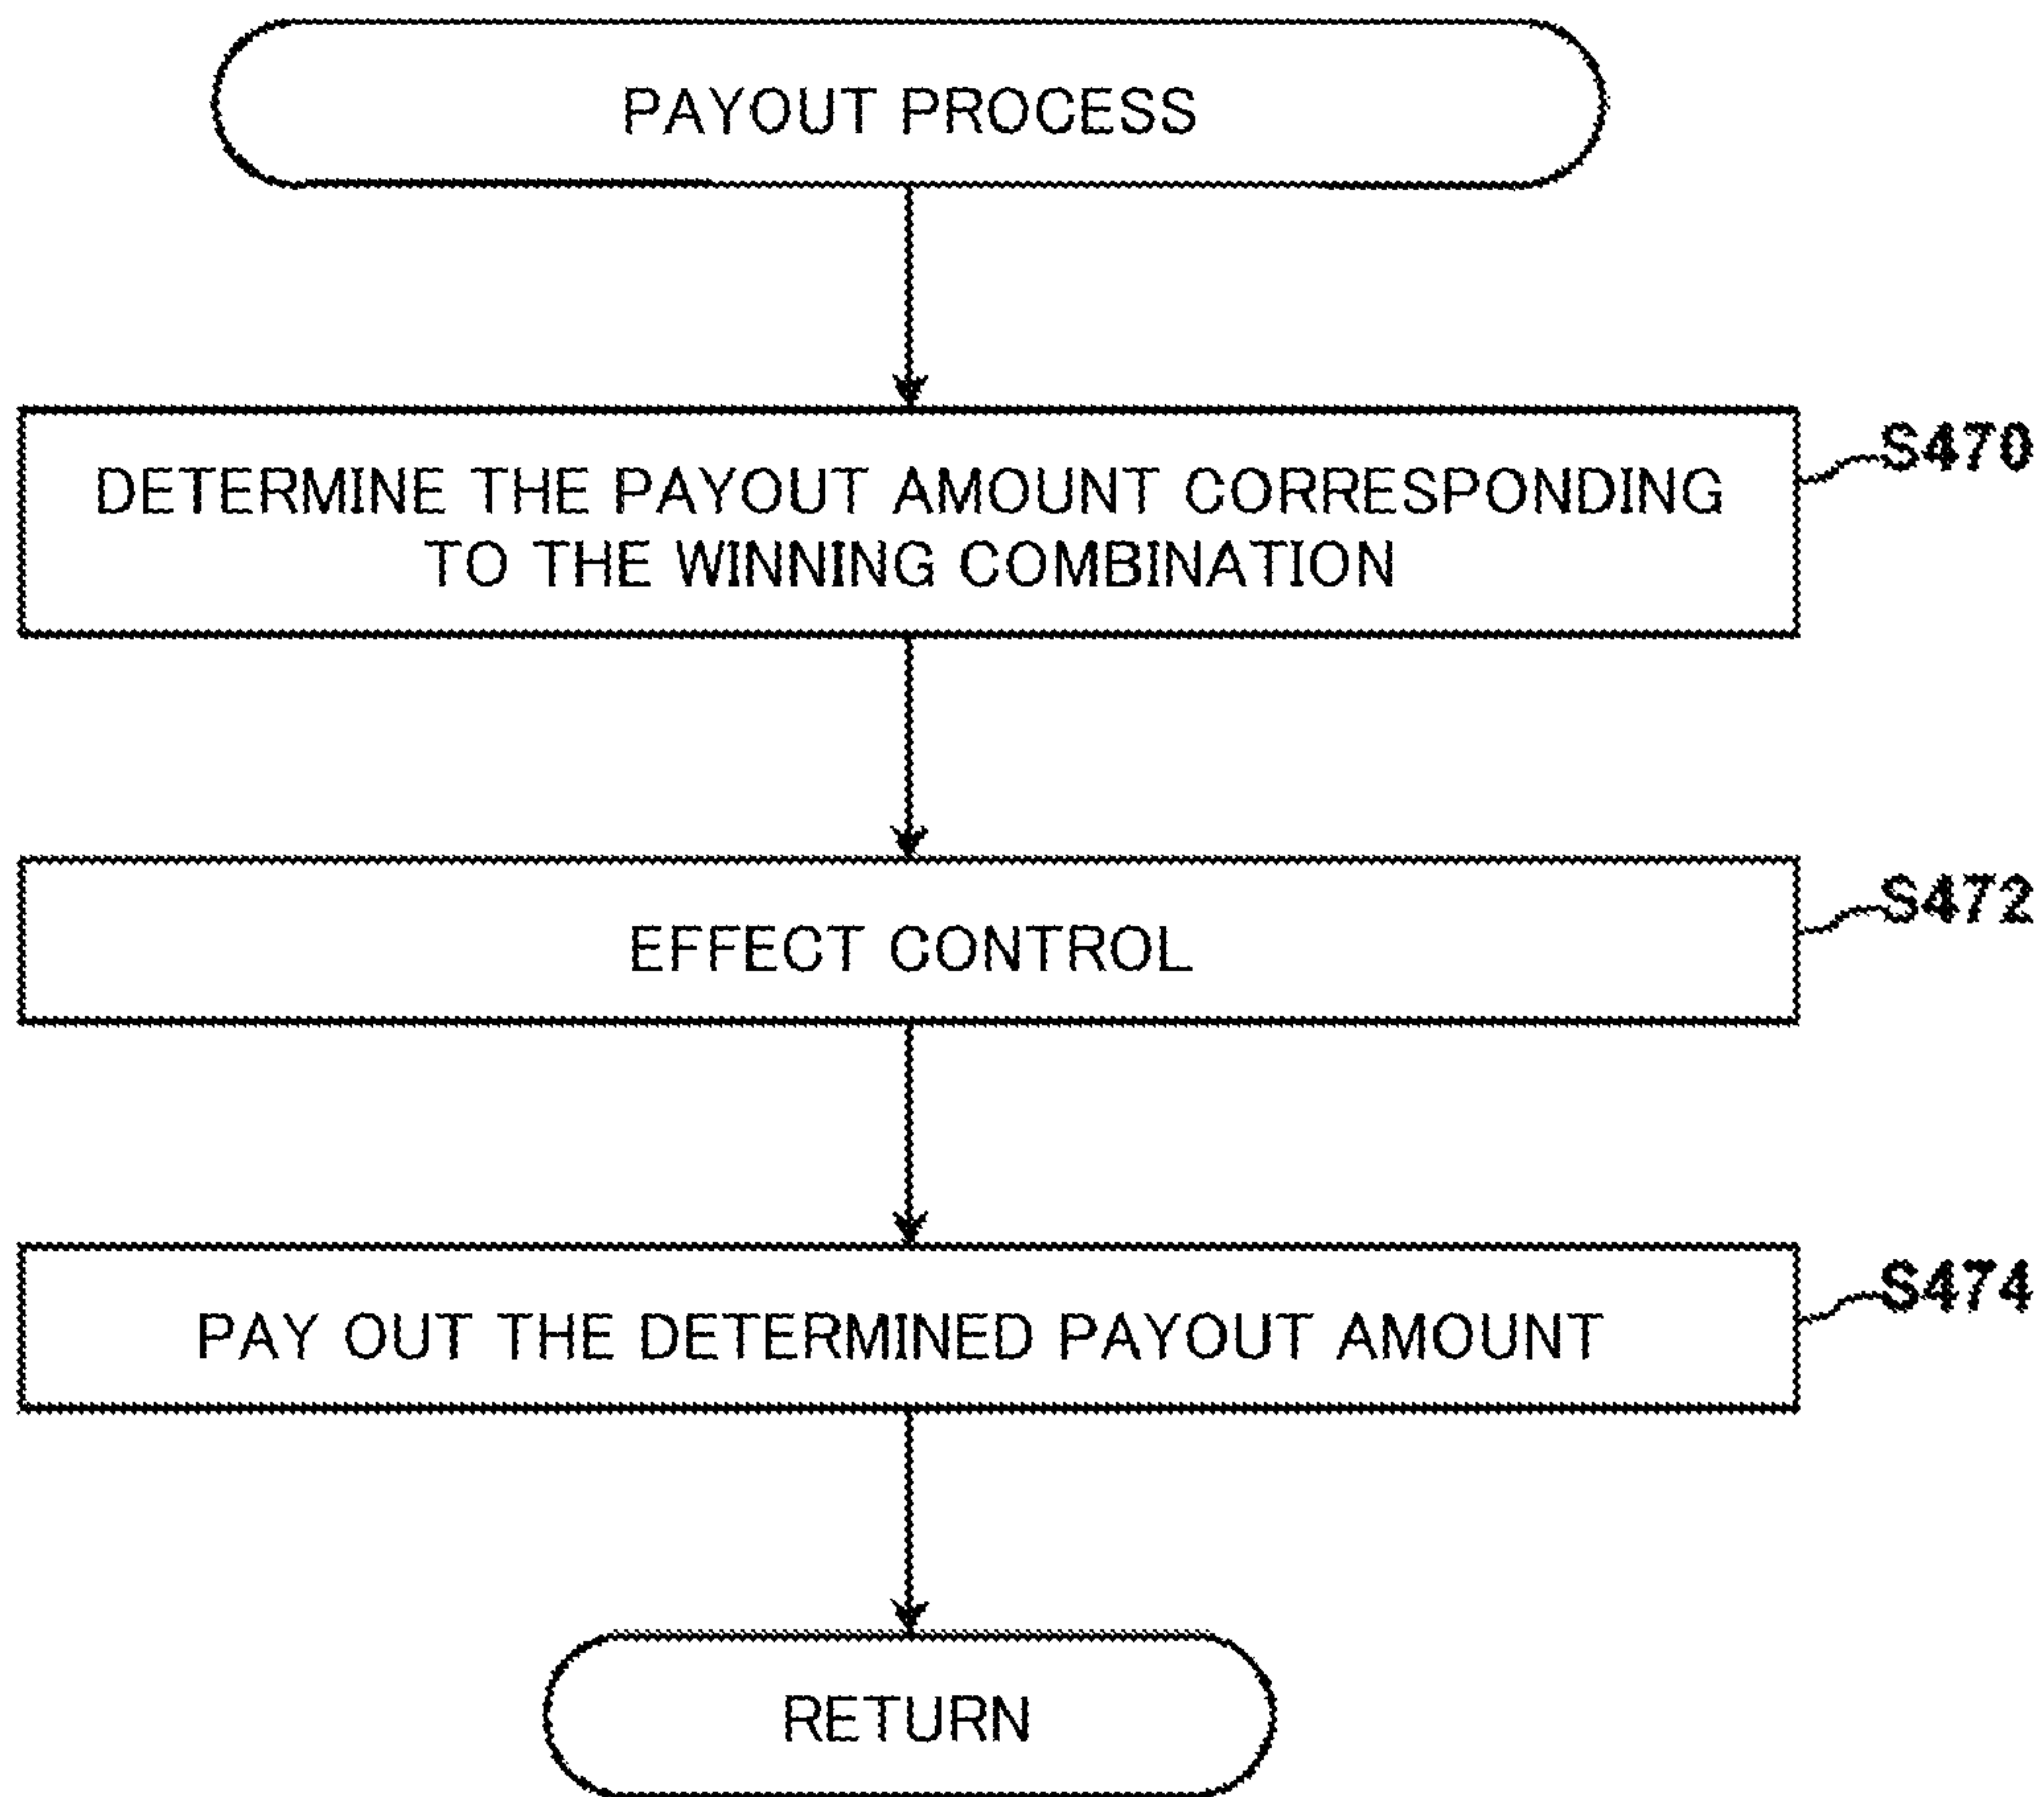 PAYOUT PROCESS
DETERMINE THE PAYOUT AMOUNT CORRESPONDING
TO THE WINNING COMBINATION
S470
EFFECT CONTROL
S472
PAY OUT THE DETERMINED PAYOUT AMOUNT
S474
RETURN